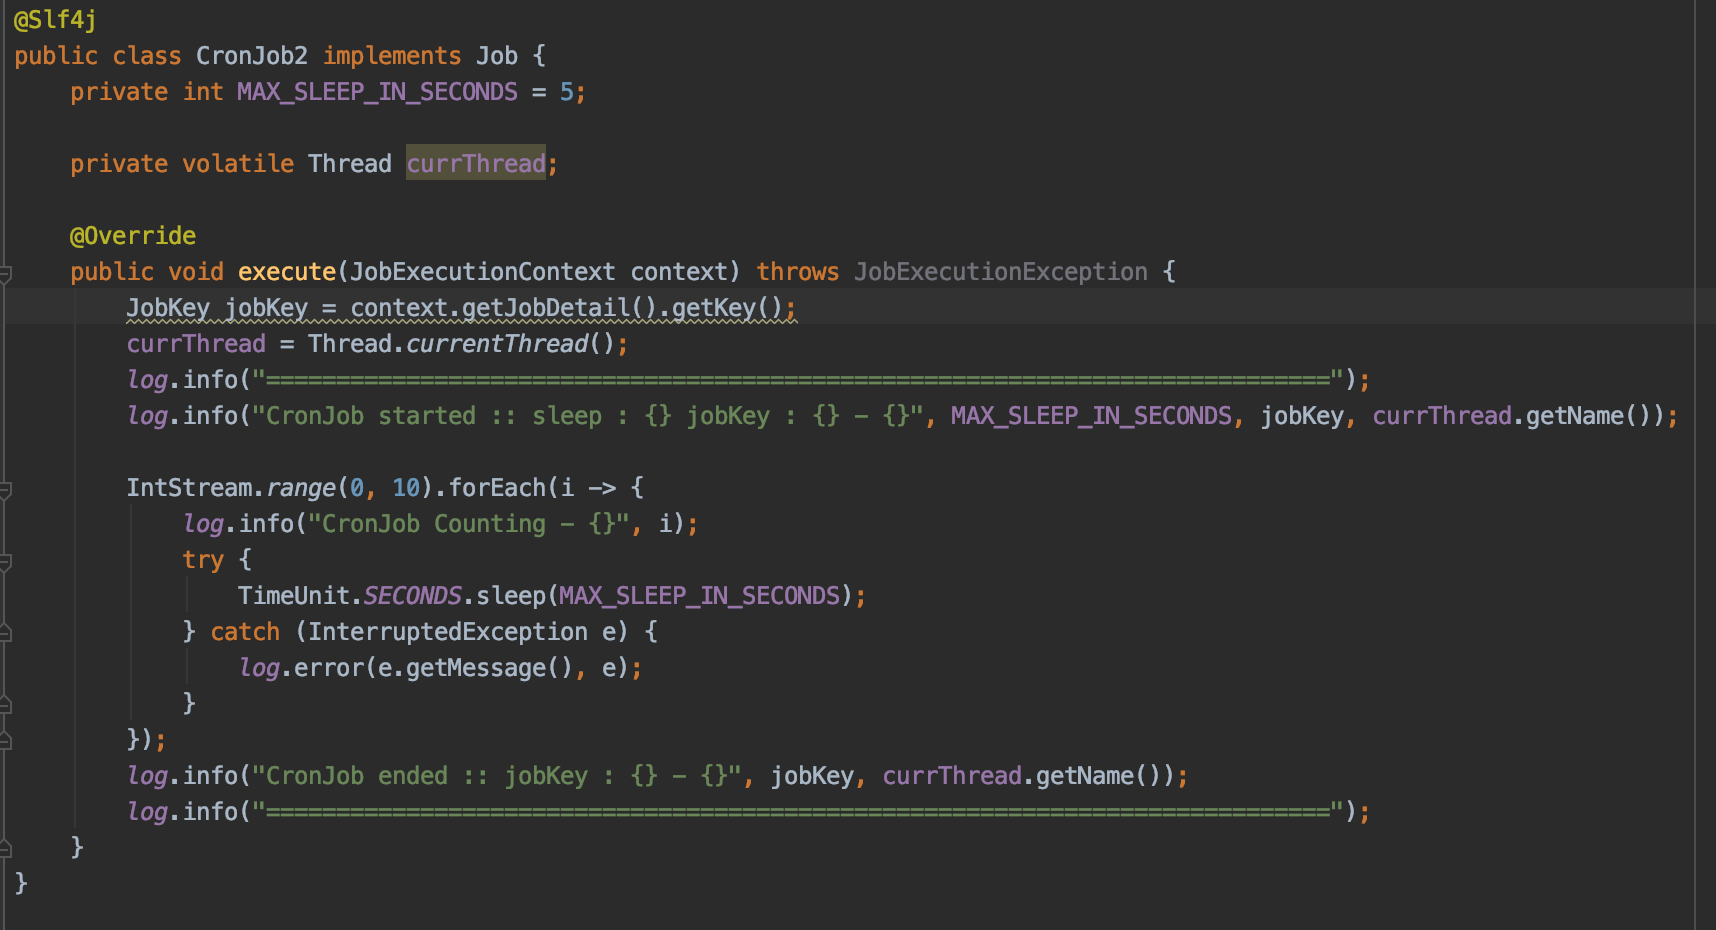 @Slf4j
public class CronJob2 implements Job {
    private int MAX_SLEEP_IN_SECONDS = 5;

    private volatile Thread currThread;

    @Override
    public void execute(JobExecutionContext context) throws JobExecutionException {
        JobKey jobKey = context.getJobDetail().getKey();
        currThread = Thread.currentThread();
        log.info("============================================================================");
        log.info("CronJob started :: sleep : {} jobKey : {} - {}", MAX_SLEEP_IN_SECONDS, jobKey, currThread.getName());

        IntStream.range(0, 10).forEach(i -> {
            log.info("CronJob Counting - {}", i);
            try {
                TimeUnit.SECONDS.sleep(MAX_SLEEP_IN_SECONDS);
            } catch (InterruptedException e) {
                log.error(e.getMessage(), e);
            }
        });
        log.info("CronJob ended :: jobKey : {} - {}", jobKey, currThread.getName());
        log.info("============================================================================");
    }
}